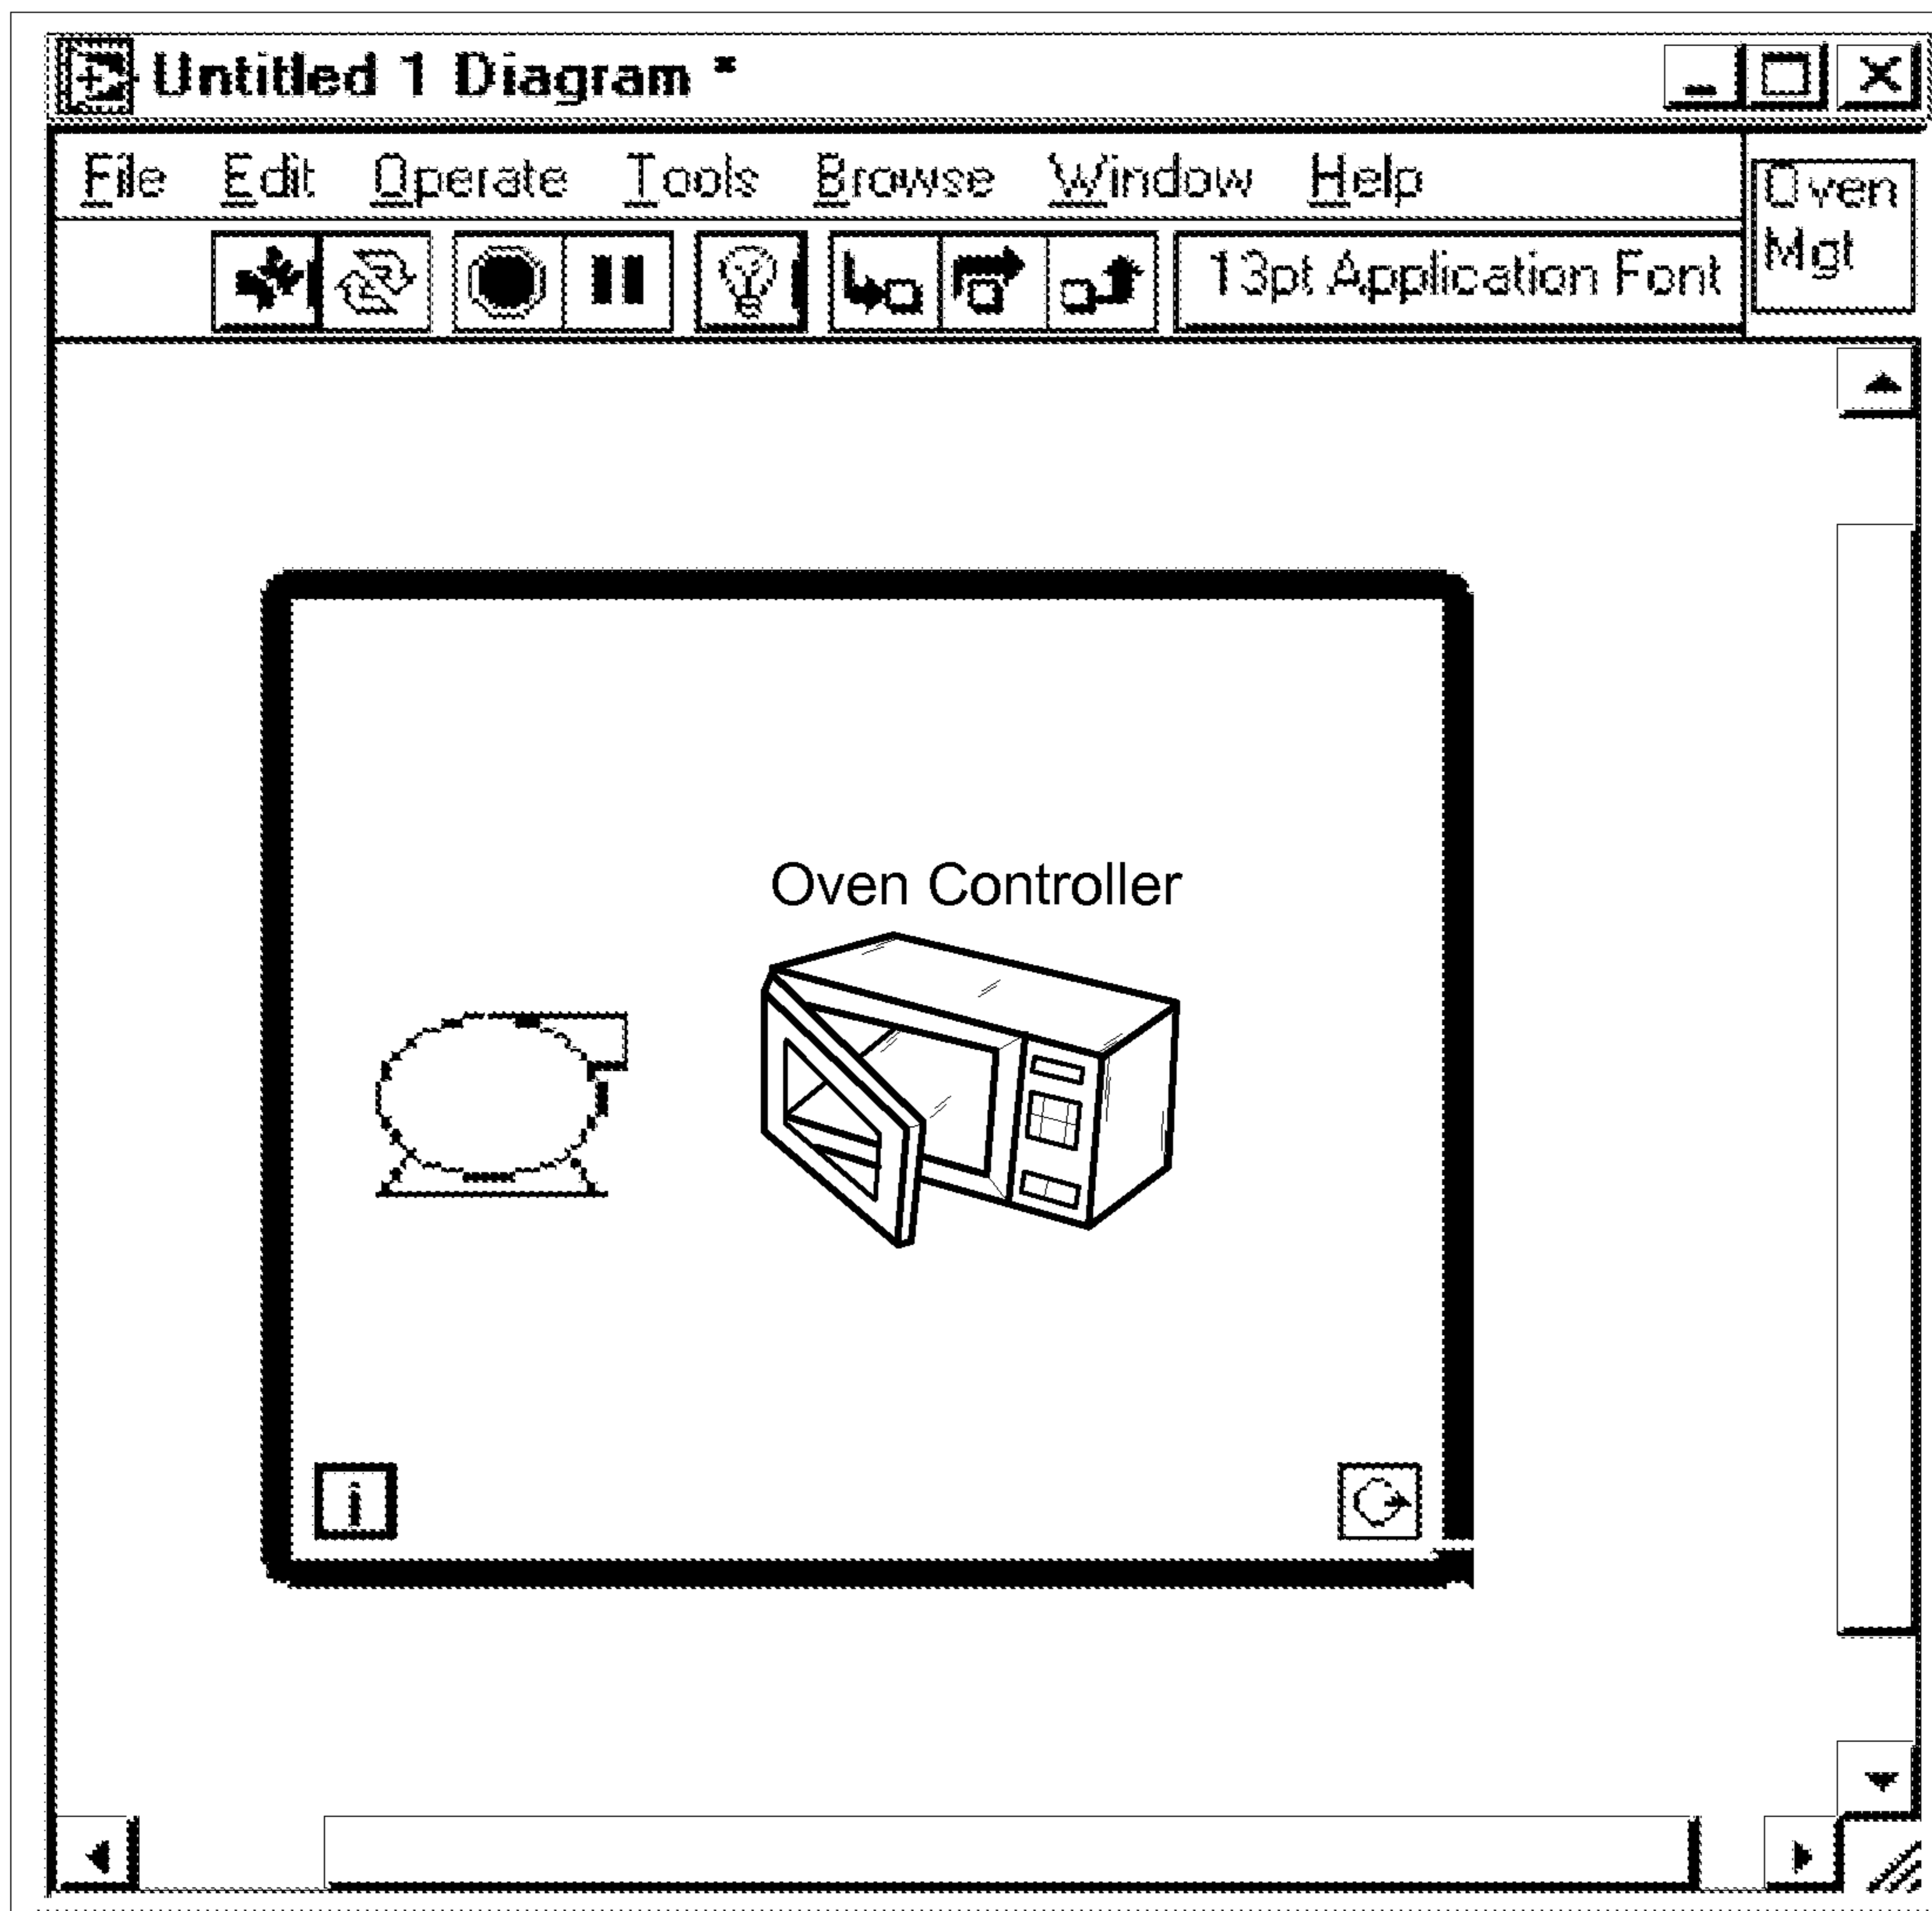 Untitled 1 Diagram *
File Edit Operate Tools Browse Window Help
Oven
Mgt
13pt Application Font
Oven Controller
i